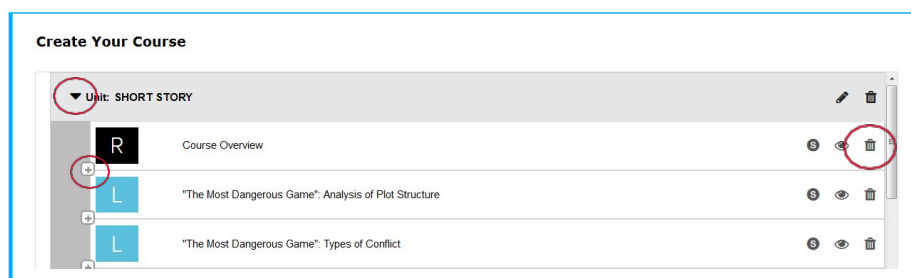 Create Your Course
Unit: SHORT STORY
R Course Overview S
L "The Most Dangerous Game": Analysis of Plot Structure S
L "The Most Dangerous Game": Types of Conflict S